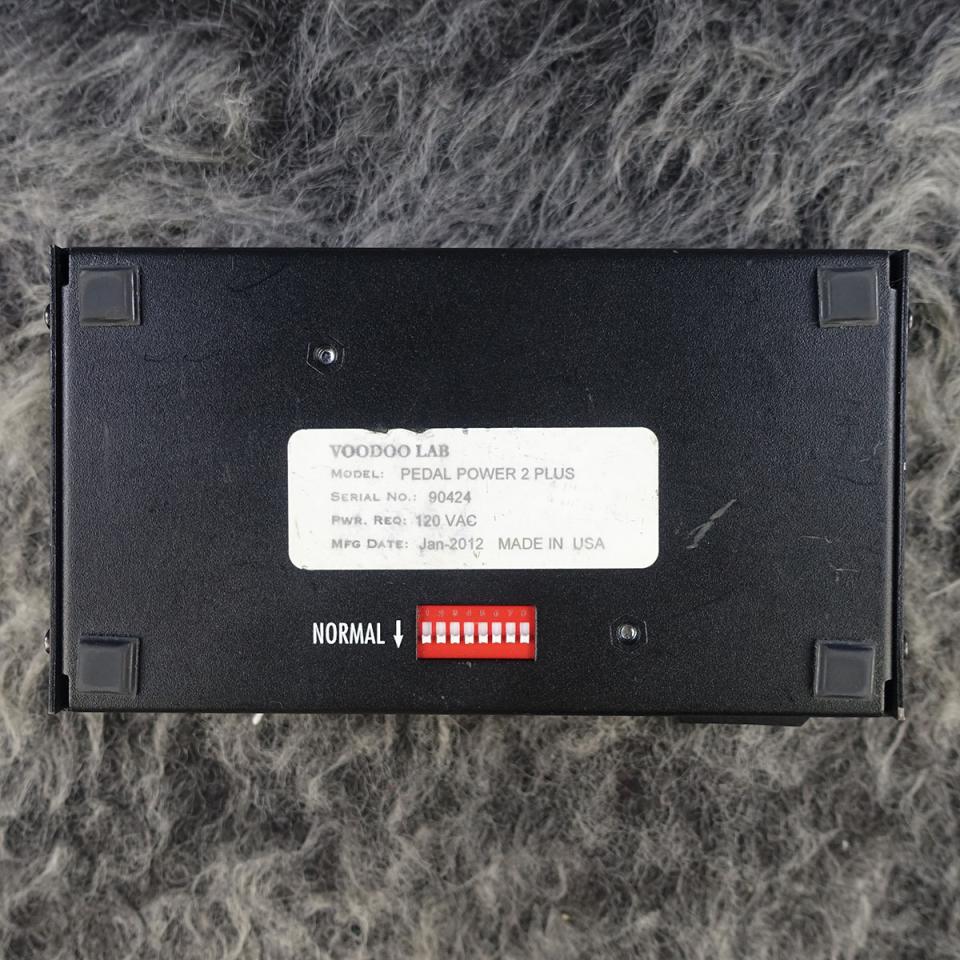 VOODOO LAB
MODEL: PEDAL POWER 2 PLUS
SERIAL NO.: 90424
PWR. REQ: 120 VAC
MFG DATE: Jan-2012 MADE IN USA
NORMAL ↓